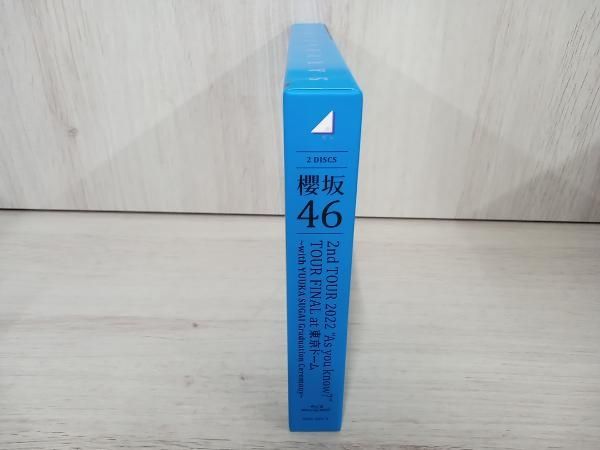 2 DISCS
櫻坂
46
2nd TOUR 2022 "As you know?"
TOUR FINAL at 東京ドーム
~with YUUKA SUGAI Graduation Ceremony~